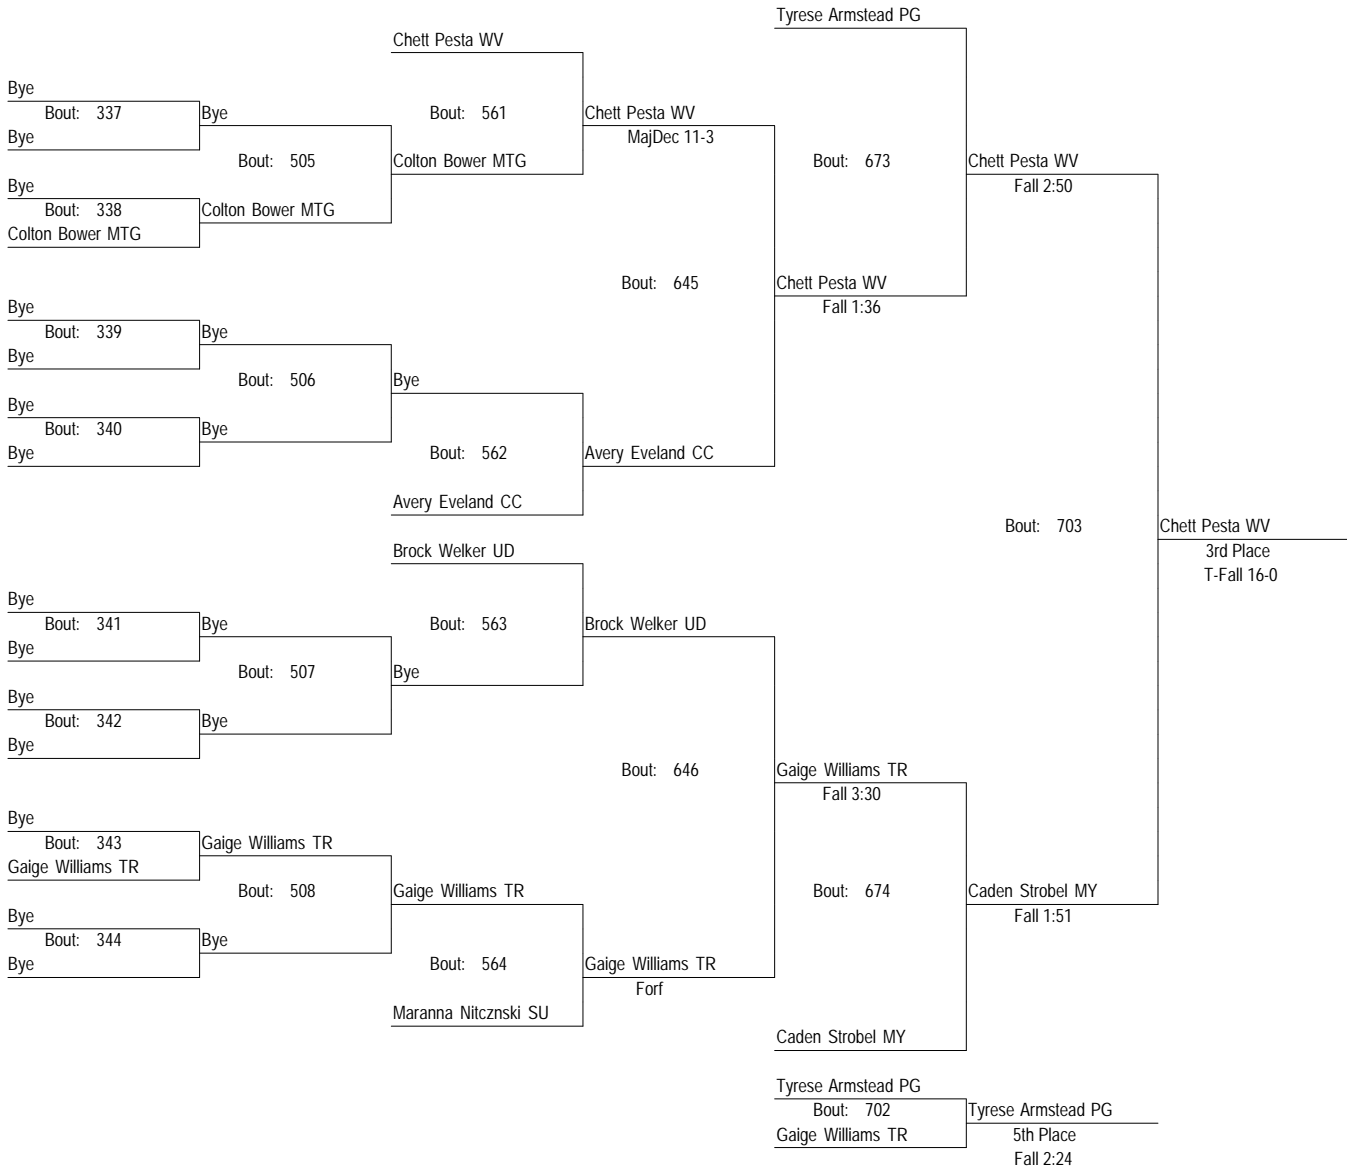 Tyrese Armstead PG
Chett Pesta WV
Bye
Bout: 337
Bye
Bout: 561
Chett Pesta WV
Bye
MajDec 11-3
Bout: 505
Colton Bower MTG
Bout: 673
Chett Pesta WV
Bye
Fall 2:50
Bout: 338
Colton Bower MTG
Colton Bower MTG
Bout: 645
Chett Pesta WV
Bye
Fall 1:36
Bout: 339
Bye
Bye
Bout: 506
Bye
Bye
Bout: 340
Bye
Bye
Bout: 562
Avery Eveland CC
Avery Eveland CC
Bout: 703
Chett Pesta WV
Brock Welker UD
3rd Place
T-Fall 16-0
Bye
Bout: 341
Bye
Bout: 563
Brock Welker UD
Bye
Bout: 507
Bye
Bye
Bout: 342
Bye
Bye
Bout: 646
Gaige Williams TR
Fall 3:30
Bye
Bout: 343
Gaige Williams TR
Gaige Williams TR
Bout: 508
Gaige Williams TR
Bout: 674
Caden Strobel MY
Bye
Fall 1:51
Bout: 344
Bye
Bye
Bout: 564
Gaige Williams TR
Forf
Maranna Nitcznski SU
Caden Strobel MY
Tyrese Armstead PG
Bout: 702
Tyrese Armstead PG
Gaige Williams TR
5th Place
Fall 2:24